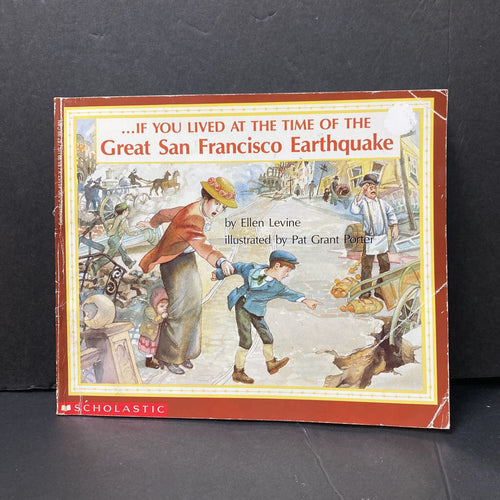 ...IF YOU LIVED AT THE TIME OF THE
Great San Francisco Earthquake
by Ellen Levine
illustrated by Pat Grant Porter
SCHOLASTIC